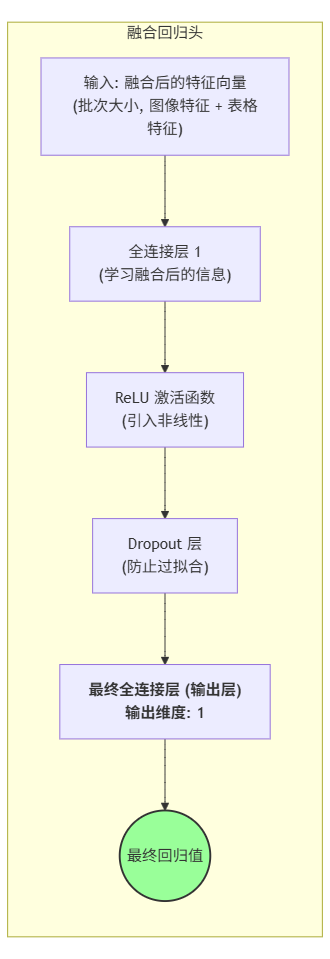 融合回归头
输入: 融合后的特征向量
(批次大小, 图像特征 + 表格
特征)
全连接层 1
(学习融合后的信息)
ReLU 激活函数
(引入非线性)
Dropout 层
(防止过拟合)
最终全连接层 (输出层)
输出维度: 1
最终回归值